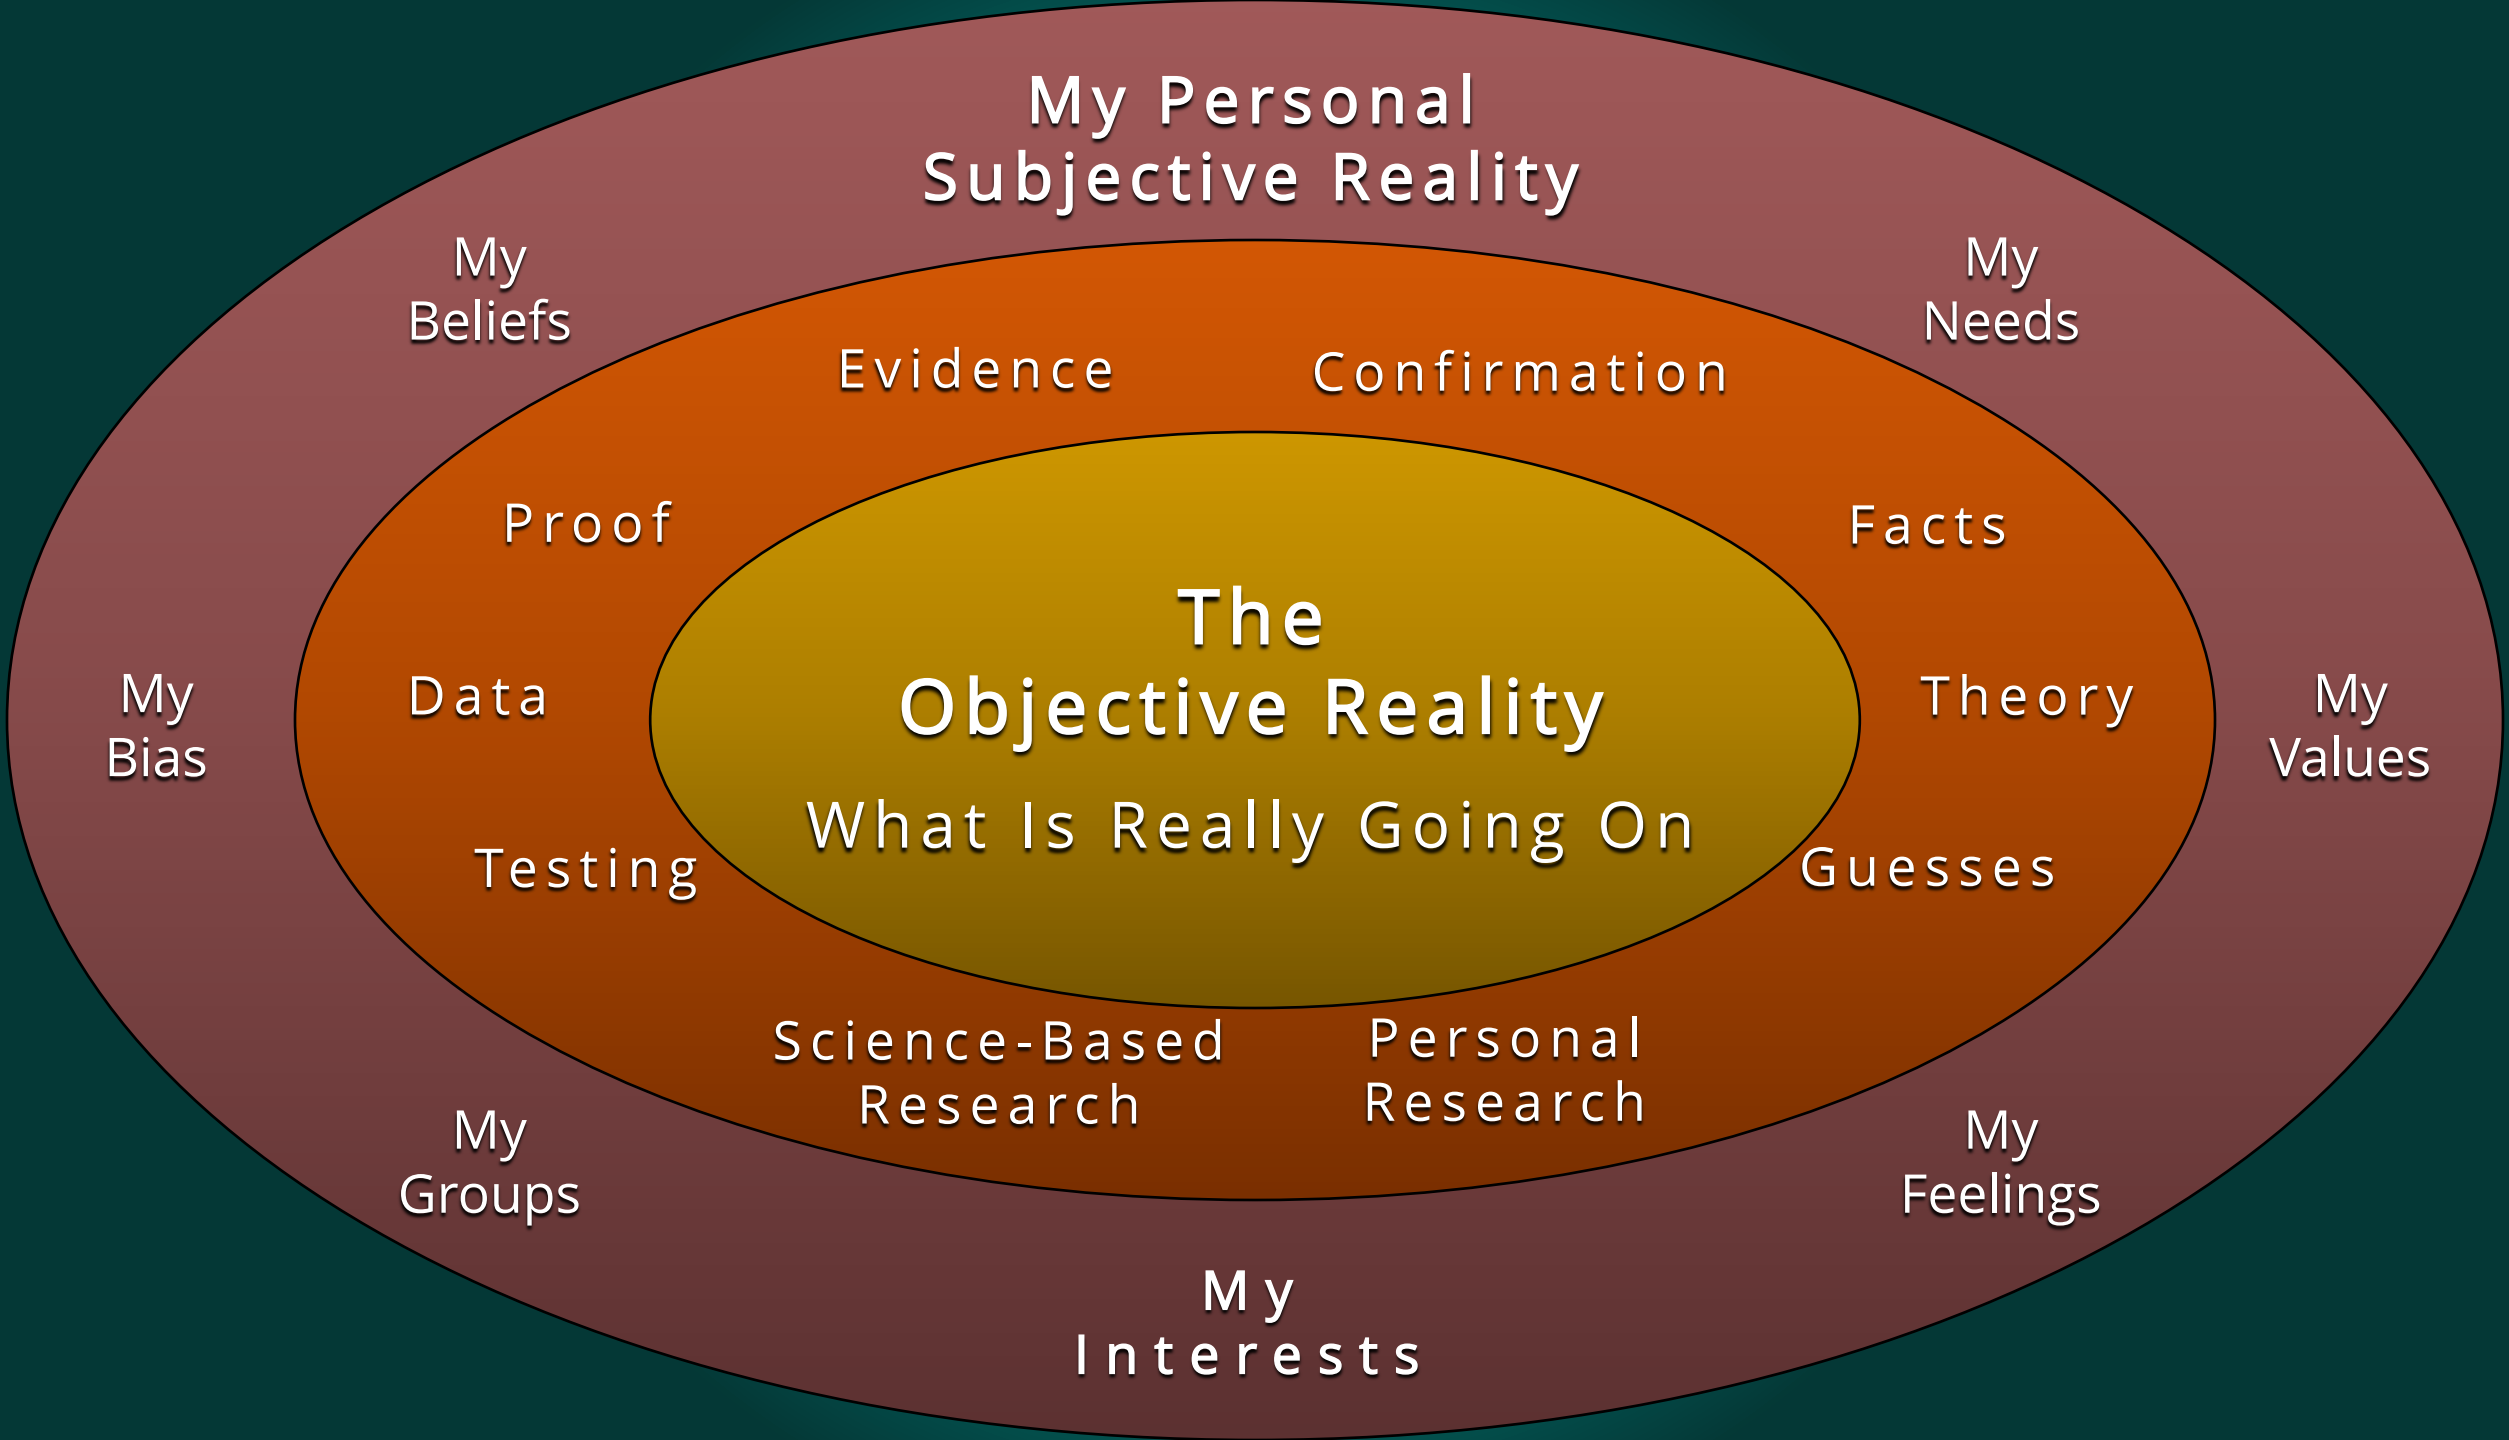 My Personal
Subjective Reality
My
Beliefs
My
Needs
Evidence
Confirmation
Proof
Facts
The
Objective Reality
What Is Really Going On
Data
Theory
My
Bias
My
Values
Testing
Guesses
Science-Based
Research
Personal
Research
My
Groups
My
Feelings
My
Interests